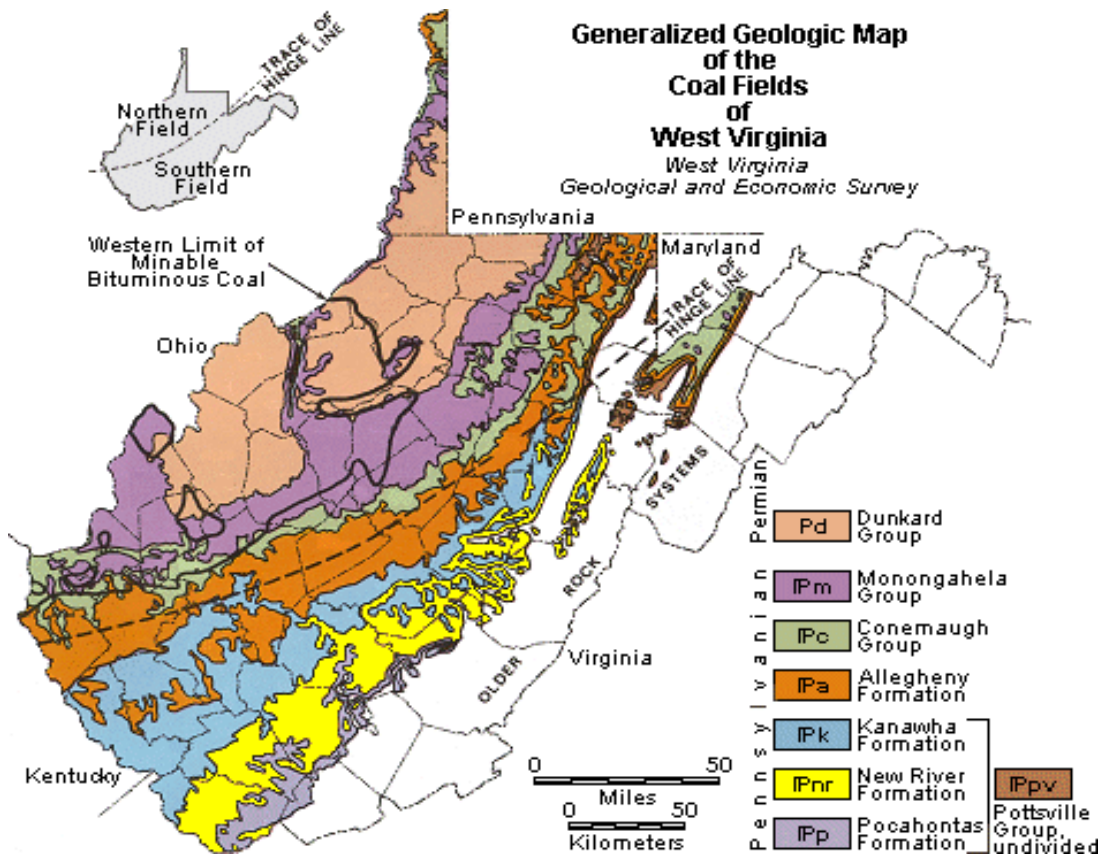 Generalized Geologic Map
of the
Coal Fields
of
West Virginia
West Virginia
Geological and Economic Survey
TRACE OF
HINGE LINE
Northern
Field
Southern
Field
Pennsylvania
Western Limit of
Minable
Bituminous Coal
Maryland
TRACE OF
HINGE LINE
Ohio
OLDER ROCK SYSTEMS
Virginia
Kentucky
0 50
Miles
0 50
Kilometers
Permian
Pd Dunkard
Group
Pennsylvanian
IPm Monongahela
Group
IPc Conemaugh
Group
IPa Allegheny
Formation
IPk Kanawha
Formation
IPnr New River
Formation
IPp Pocahontas
Formation
IPpv
Pottsville
Group,
undivided